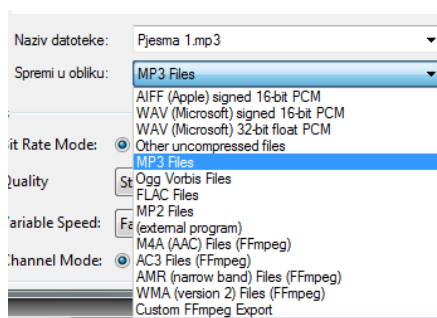 Naziv datoteke: Pjesma 1.mp3
Spremi u obliku: MP3 Files
AIFF (Apple) signed 16-bit PCM
WAV (Microsoft) signed 16-bit PCM
WAV (Microsoft) 32-bit float PCM
it Rate Mode: Other uncompressed files
MP3 Files
Quality St Ogg Vorbis Files
FLAC Files
MP2 Files
ariable Speed: Fa (external program)
M4A (AAC) Files (FFmpeg)
hannel Mode: AC3 Files (FFmpeg)
AMR (narrow band) Files (FFmpeg)
WMA (version 2) Files (FFmpeg)
Custom FFmpeg Export